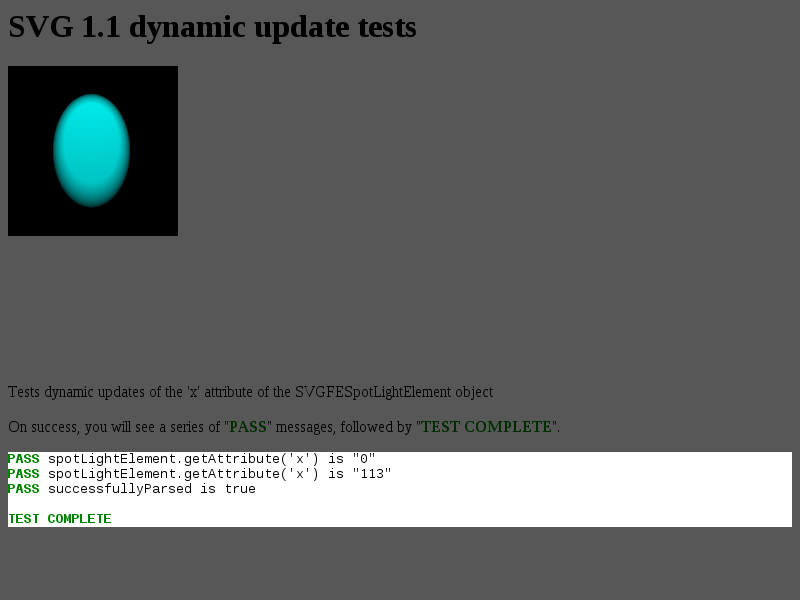 SVG 1.1 dynamic update tests
Tests dynamic updates of the 'x' attribute of the SVGFESpotLightElement object
On success, you will see a series of "PASS" messages, followed by "TEST COMPLETE".
PASS spotLightElement.getAttribute('x') is "0"
PASS spotLightElement.getAttribute('x') is "113"
PASS successfullyParsed is true
TEST COMPLETE